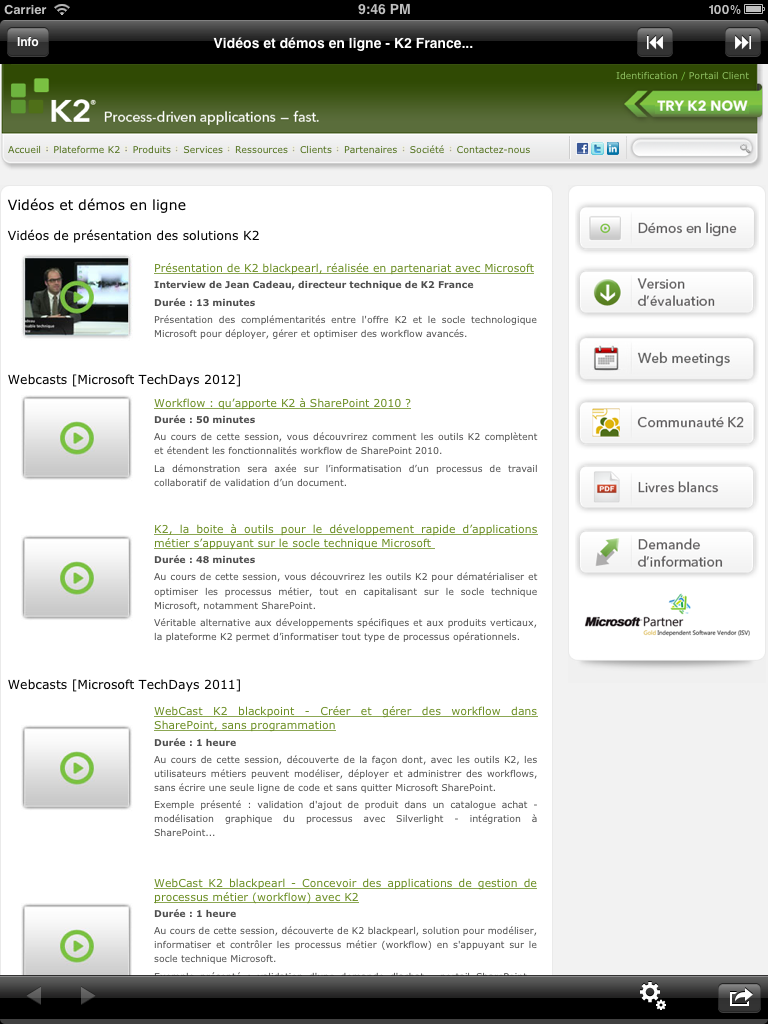 Carrier
9:46 PM
100%
Info
Vidéos et démos en ligne - K2 France...
Identification / Portail Client
K2®
Process-driven applications – fast.
TRY K2 NOW
Accueil : Plateforme K2 : Produits : Services : Ressources : Clients : Partenaires : Société : Contactez-nous
Vidéos et démos en ligne
Vidéos de présentation des solutions K2
Présentation de K2 blackpearl, réalisée en partenariat avec Microsoft
Interview de Jean Cadeau, directeur technique de K2 France
Durée : 13 minutes
Présentation des complémentarités entre l'offre K2 et le socle technologique
Microsoft pour déployer, gérer et optimiser des workflow avancés.
Webcasts [Microsoft TechDays 2012]
Workflow : qu’apporte K2 à SharePoint 2010 ?
Durée : 50 minutes
Au cours de cette session, vous découvrirez comment les outils K2 complètent
et étendent les fonctionnalités workflow de SharePoint 2010.
La démonstration sera axée sur l’informatisation d’un processus de travail
collaboratif de validation d’un document.
K2, la boite à outils pour le développement rapide d’applications
métier s’appuyant sur le socle technique Microsoft
Durée : 48 minutes
Au cours de cette session, vous découvrirez les outils K2 pour dématérialiser et
optimiser les processus métier, tout en capitalisant sur le socle technique
Microsoft, notamment SharePoint.
Véritable alternative aux développements spécifiques et aux produits verticaux,
la plateforme K2 permet d’informatiser tout type de processus opérationnels.
Webcasts [Microsoft TechDays 2011]
WebCast K2 blackpoint - Créer et gérer des workflow dans
SharePoint, sans programmation
Durée : 1 heure
Au cours de cette session, découverte de la façon dont, avec les outils K2, les
utilisateurs métiers peuvent modéliser, déployer et administrer des workflows,
sans écrire une seule ligne de code et sans quitter Microsoft SharePoint.
Exemple présenté : validation d'ajout de produit dans un catalogue achat -
modélisation graphique du processus avec Silverlight - intégration à
SharePoint...
WebCast K2 blackpearl - Concevoir des applications de gestion de
processus métier (workflow) avec K2
Durée : 1 heure
Au cours de cette session, découverte de K2 blackpearl, solution pour modéliser,
informatiser et contrôler les processus métier (workflow) en s'appuyant sur le
socle technique Microsoft.
Démos en ligne
Version
d’évaluation
Web meetings
Communauté K2
PDF
Livres blancs
Demande
d’information
Microsoft Partner
Gold Independent Software Vendor (ISV)